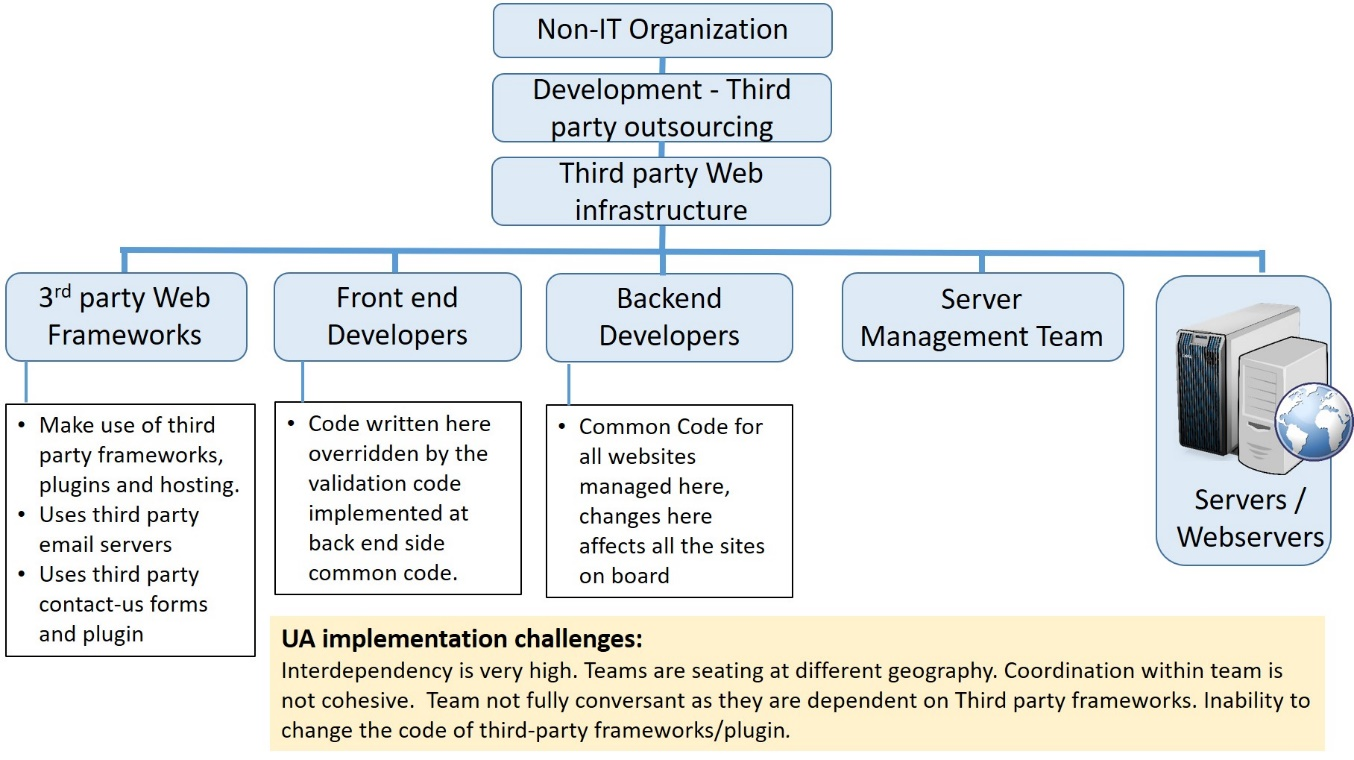 Non-IT Organization
Development - Third
party outsourcing
Third party Web
infrastructure
3rd party Web
Frameworks
Front end
Developers
Backend
Developers
Server
Management Team
Servers /
Webservers
• Make use of third
party frameworks,
plugins and hosting.
• Uses third party
email servers
• Uses third party
contact-us forms
and plugin
• Code written here
overridden by the
validation code
implemented at
back end side
common code.
• Common Code for
all websites
managed here,
changes here
affects all the sites
on board
UA implementation challenges:
Interdependency is very high. Teams are seating at different geography. Coordination within team is
not cohesive.  Team not fully conversant as they are dependent on Third party frameworks. Inability to
change the code of third-party frameworks/plugin.